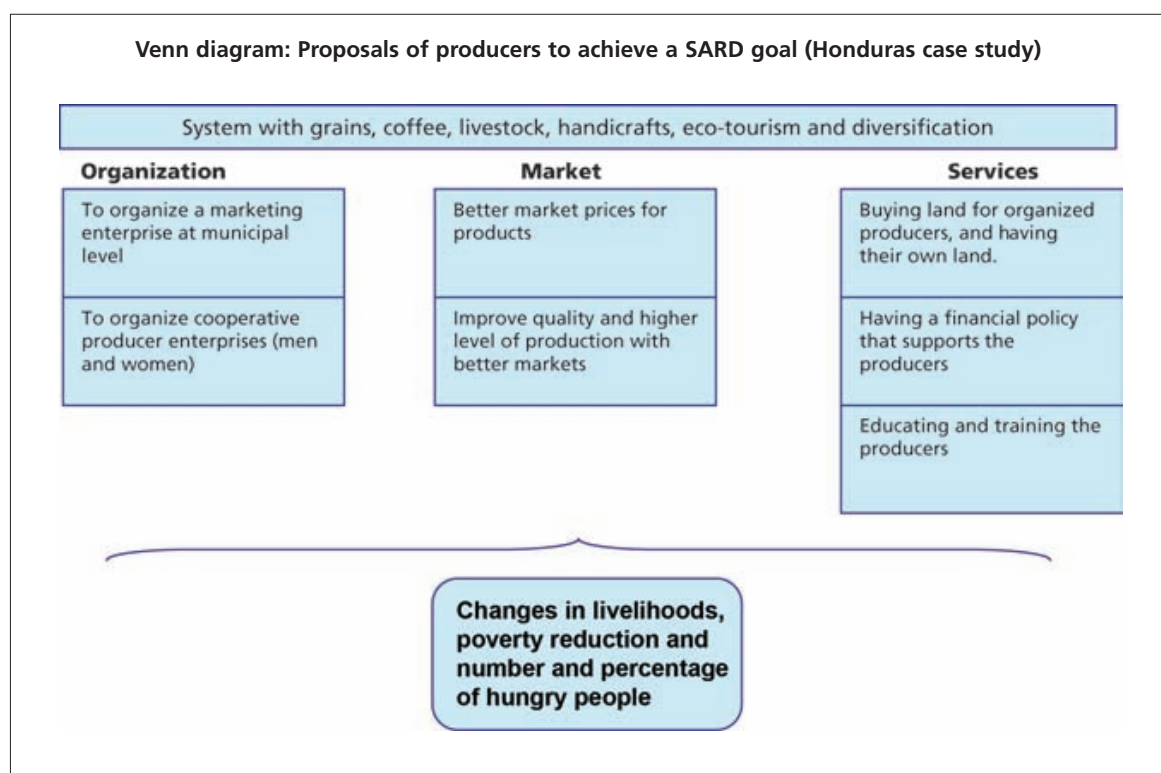 Venn diagram: Proposals of producers to achieve a SARD goal (Honduras case study)
System with grains, coffee, livestock, handicrafts, eco-tourism and diversification
Organization
To organize a marketing
enterprise at municipal
level
To organize cooperative
producer enterprises (men
and women)
Market
Better market prices for
products
Improve quality and higher
level of production with
better markets
Services
Buying land for organized
producers, and having
their own land.
Having a financial policy
that supports the
producers
Educating and training the
producers
Changes in livelihoods,
poverty reduction and
number and percentage
of hungry people